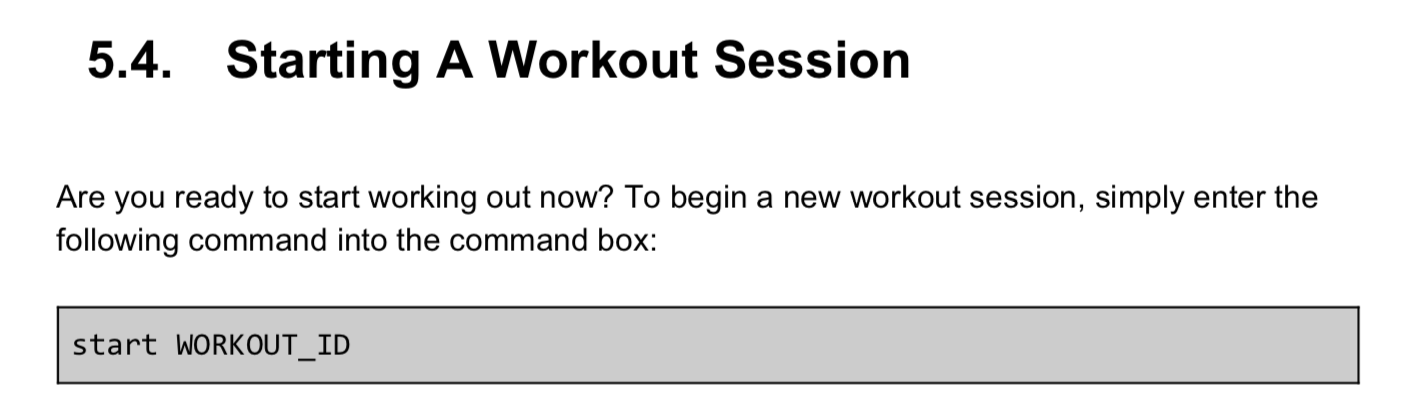 5.4. Starting A Workout Session
Are you ready to start working out now? To begin a new workout session, simply enter the
following command into the command box:
start WORKOUT_ID